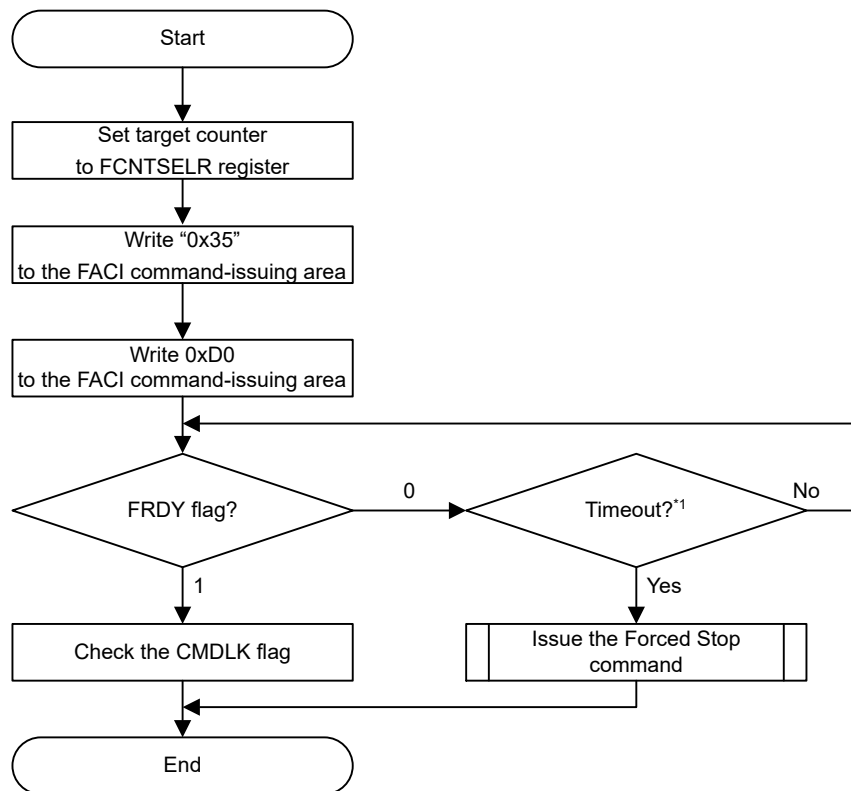 Start
Set target counter
to FCNTSELR register
Write “0x35”
to the FACI command-issuing area
Write 0xD0
to the FACI command-issuing area
FRDY flag?
0
Timeout?*1
No
1
Yes
Check the CMDLK flag
Issue the Forced Stop
command
End